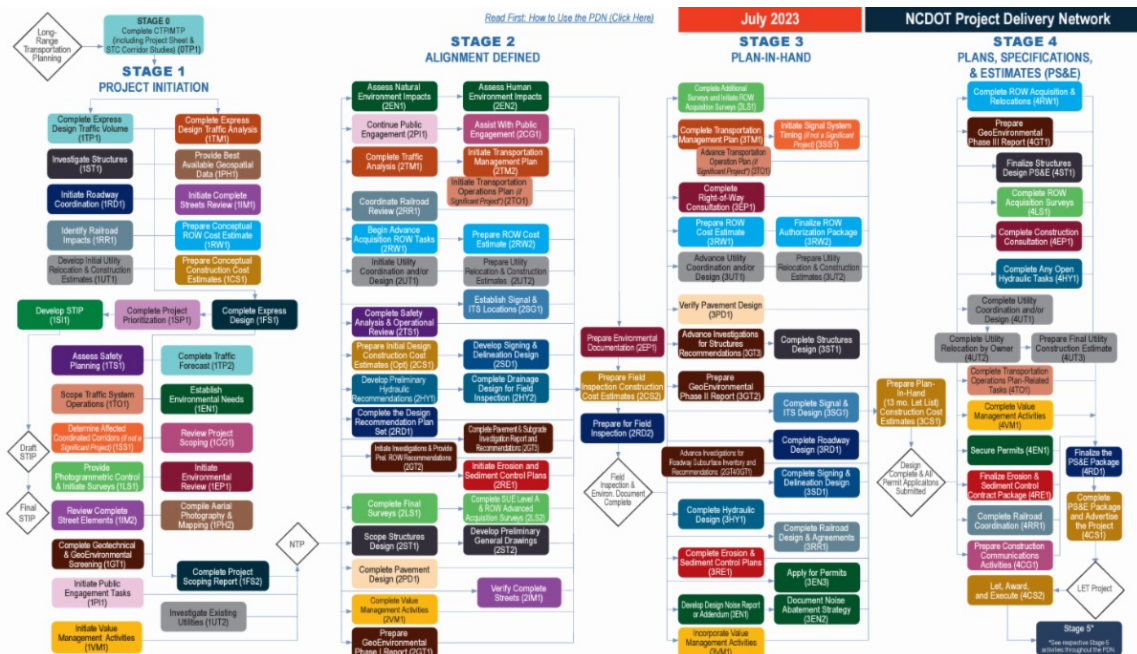 Long-
Range
Transportation
Planning
STAGE 0
Complete CTP/MTP
(including Project Sheet &
STC Corridor Studies) (0TP1)
Read First: How to Use the PDN (Click Here)
July 2023
NCDOT Project Delivery Network
STAGE 1
PROJECT INITIATION
Complete Express
Design Traffic Volume
(1TP1)
Complete Express
Design Traffic Analysis
(1TM1)
Investigate Structures
(1ST1)
Provide Best
Available Geospatial
Data (1PH1)
Initiate Roadway
Coordination (1RD1)
Initiate Complete
Streets Review (1IM1)
Identify Railroad
Impacts (1RR1)
Prepare Conceptual
ROW Cost Estimate
(1RW1)
Develop Initial Utility
Relocation & Construction
Estimates (1UT1)
Prepare Conceptual
Construction Cost
Estimates (1CS1)
Develop STIP
(1SI1)
Complete Project
Prioritization (1SP1)
Complete Express
Design (1FS1)
Assess Safety
Planning (1TS1)
Complete Traffic
Forecast (1TP2)
Scope Traffic System
Operations (1TO1)
Establish
Environmental Needs
(1EN1)
Determine Affected
Coordinated Corridors (if not a
Significant Project) (1SS1)
Review Project
Scoping (1CG1)
Draft
STIP
Provide
Photogrammetric Control
& Initiate Surveys (1LS1)
Initiate
Environmental
Review (1EP1)
Final
STIP
Review Complete
Street Elements (1IM2)
Compile Aerial
Photography &
Mapping (1PH2)
Complete Geotechnical
& GeoEnvironmental
Screening (1GT1)
Complete Project
Scoping Report (1FS2)
Initiate Public
Engagement Tasks
(1PI1)
Investigate Existing
Utilities (1UT2)
Initiate Value
Management Activities
(1VM1)
NTP
STAGE 2
ALIGNMENT DEFINED
Assess Natural
Environment Impacts
(2EN1)
Assess Human
Environment Impacts
(2EN2)
Continue Public
Engagement (2PI1)
Assist With Public
Engagement (2CG1)
Complete Traffic
Analysis (2TM1)
Initiate Transportation
Management Plan
(2TM2)
Initiate Transportation
Operations Plan (if
Significant Project*) (2TO1)
Coordinate Railroad
Review (2RR1)
Begin Advance
Acquisition ROW Tasks
(2RW1)
Prepare ROW Cost
Estimate (2RW2)
Initiate Utility
Coordination and/or Design
(2UT1)
Prepare Utility
Relocation & Construction
Estimates (2UT2)
Establish Signal &
ITS Locations (2SG1)
Complete Safety
Analysis & Operational
Review (2TS1)
Prepare Initial Design
Construction Cost
Estimates (Opt) (2CS1)
Develop Signing &
Delineation Design
(2SD1)
Develop Preliminary
Hydraulic
Recommendations (2HY1)
Complete Drainage
Design for Field
Inspection (2HY2)
Complete the Design
Recommendation Plan
Set (2RD1)
Complete Pavement & Subgrade
Investigation Report and
Recommendations (2GT3)
Initiate Investigations & Provide
Prel. ROW Recommendations
(2GT2)
Initiate Erosion and
Sediment Control Plans
(2RE1)
Complete Final
Surveys (2LS1)
Complete SUE Level A
& ROW Advanced
Acquisition Surveys (2LS2)
Scope Structures
Design (2ST1)
Develop Preliminary
General Drawings
(2ST2)
Complete Pavement
Design (2PD1)
Verify Complete
Streets (2IM1)
Complete Value
Management Activities
(2VM1)
Prepare
GeoEnvironmental
Phase I Report (2GT1)
Prepare Environmental
Documentation (2EP1)
Prepare Field
Inspection Construction
Cost Estimates (2CS2)
Prepare for Field
Inspection (2RD2)
Field
Inspection &
Environ. Document
Complete
STAGE 3
PLAN-IN-HAND
Complete Additional
Surveys and Initiate ROW
Acquisition Surveys (3LS1)
Complete Transportation
Management Plan (3TM1)
Initiate Signal System
Timing (if not a Significant
Project) (3SS1)
Advance Transportation
Operation Plan (if
Significant Project*) (3TO1)
Complete
Right-of-Way
Consultation (3EP1)
Prepare ROW
Cost Estimate
(3RW1)
Finalize ROW
Authorization Package
(3RW2)
Advance Utility
Coordination and/or Design
(3UT1)
Prepare Utility
Relocation & Construction
Estimates (3UT2)
Verify Pavement Design
(3PD1)
Advance Investigations
for Structures
Recommendations (3GT3)
Complete Structures
Design (3ST1)
Prepare
GeoEnvironmental
Phase II Report (3GT2)
Complete Signal &
ITS Design (3SG1)
Complete Roadway
Design (3RD1)
Advance Investigations for
Roadway Subsurface Inventory and
Recommendations
Complete Signing &
Delineation Design
(3SD1)
Complete Hydraulic
Design (3HY1)
Complete Railroad
Design & Agreements
(3RR1)
Complete Erosion &
Sediment Control Plans
(3RE1)
Apply for Permits
(3EN3)
Develop Design Noise Report
or Addendum (3EN1)
Document Noise
Abatement Strategy
(3EN2)
Incorporate Value
Management Activities
(3VM1)
Prepare Plan-
In-Hand
(13 mo. Let List)
Construction Cost
Estimates (3CS1)
Design
Complete & All
Permit Applications
Submitted
STAGE 4
PLANS, SPECIFICATIONS,
& ESTIMATES (PS&E)
Complete ROW Acquisition
& Relocations (4RW1)
Prepare
GeoEnvironmental
Phase III Report (4GT1)
Finalize Structures
Design PS&E (4ST1)
Complete ROW
Acquisition Surveys
(4LS1)
Complete Construction
Consultation (4EP1)
Complete Any Open
Hydraulic Tasks (4HY1)
Complete Utility
Coordination and/or
Design (4UT1)
Complete Utility
Relocation by Owner
(4UT2)
Prepare Final Utility
Construction Estimate
(4UT3)
Complete Transportation
Operations Plan-Related
Tasks (4TO1)
Complete Value
Management Activities
(4VM1)
Secure Permits (4EN1)
Finalize the
PS&E Package
(4RD1)
Finalize Erosion &
Sediment Control
Contract Package (4RE1)
Complete
PS&E Package
and Advertise
the Project
(4CS1)
Complete Railroad
Coordination (4RR1)
Prepare Construction
Communications
Activities (4CG1)
Let, Award,
and Execute (4CS2)
LET Project
Stage 5*
*See respective Stage 5
activities throughout the PDN